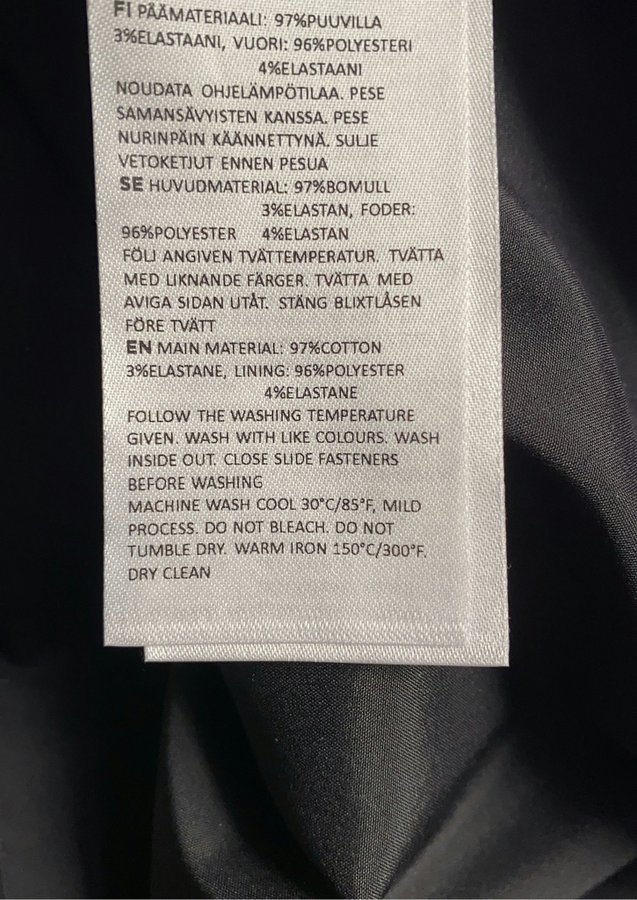 FI PÄÄMATERIAALI: 97%PUUVILLA
3%ELASTAANI, VUORI: 96%POLYESTERI
4%ELASTAANI
NOUDATA OHJELÄMPÖTILAA. PESE
SAMANSÄVYISTEN KANSSA. PESE
NURINPÄIN KÄÄNNETTYNÄ. SULJE
VETOKETJUT ENNEN PESUA
SE HUVUDMATERIAL: 97%BOMULL
3%ELASTAN, FODER:
96%POLYESTER 4%ELASTAN
FÖLJ ANGIVEN TVÄTTEMPERATUR. TVÄTTA
MED LIKNANDE FÄRGER. TVÄTTA MED
AVIGA SIDAN UTÅT. STÄNG BLIXTLÅSEN
FÖRE TVÄTT
EN MAIN MATERIAL: 97%COTTON
3%ELASTANE, LINING: 96%POLYESTER
4%ELASTANE
FOLLOW THE WASHING TEMPERATURE
GIVEN. WASH WITH LIKE COLOURS. WASH
INSIDE OUT. CLOSE SLIDE FASTENERS
BEFORE WASHING
MACHINE WASH COOL 30°C/85°F, MILD
PROCESS. DO NOT BLEACH. DO NOT
TUMBLE DRY. WARM IRON 150°C/300°F.
DRY CLEAN